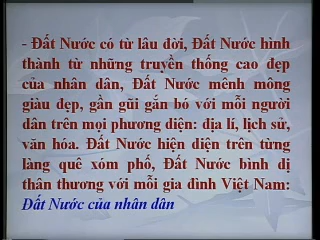 - Đất Nước có từ lâu đời, Đất Nước hình
thành từ những truyền thống cao đẹp
của nhân dân, Đất Nước mênh mông
giàu đẹp, gần gũi gắn bó với mỗi người
dân trên mọi phương diện: địa lí, lịch sử,
văn hóa. Đất Nước hiện diện trên từng
làng quê xóm phố, Đất Nước bình dị
thân thương với mỗi gia đình Việt Nam:
Đất Nước của nhân dân